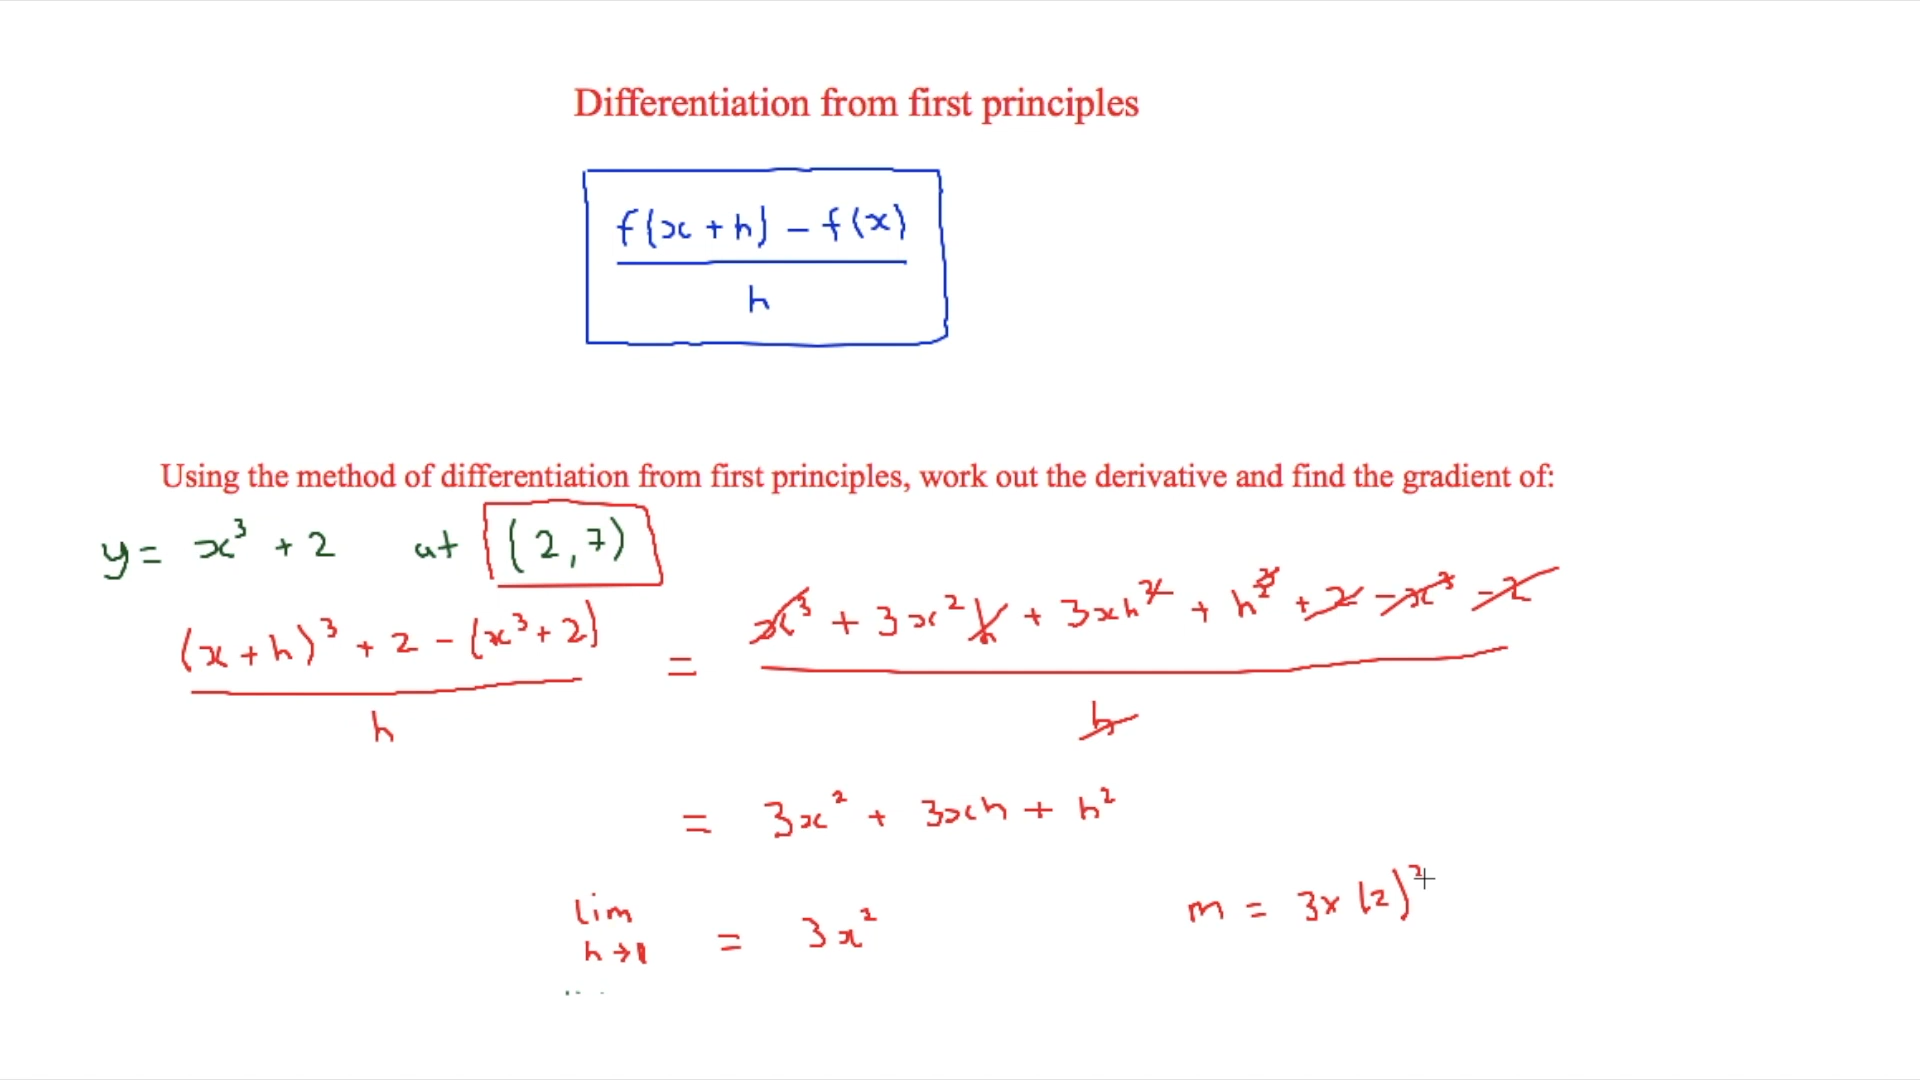 Differentiation from first principles
f(x+h) - f(x)
h
Using the method of differentiation from first principles, work out the derivative and find the gradient of:
y = x³ + 2 at (2,7)
(x+h)³ + 2 - (x³+2) = x³ + 3x²h + 3xh² + h³ + 2 - x³ - 2
h h
= 3x² + 3xh + h²
lim = 3x² m = 3x(2)²
h→